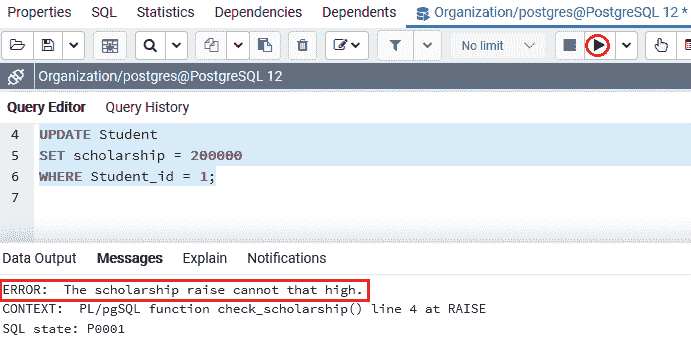 Properties SQL Statistics Dependencies Dependents Organization/postgres@PostgreSQL 12 *
No limit
Organization/postgres@PostgreSQL 12
Query Editor Query History
4 UPDATE Student
5 SET scholarship = 200000
6 WHERE Student_id = 1;
7
Data Output Messages Explain Notifications
ERROR: The scholarship raise cannot that high.
CONTEXT: PL/pgSQL function check_scholarship() line 4 at RAISE
SQL state: P0001